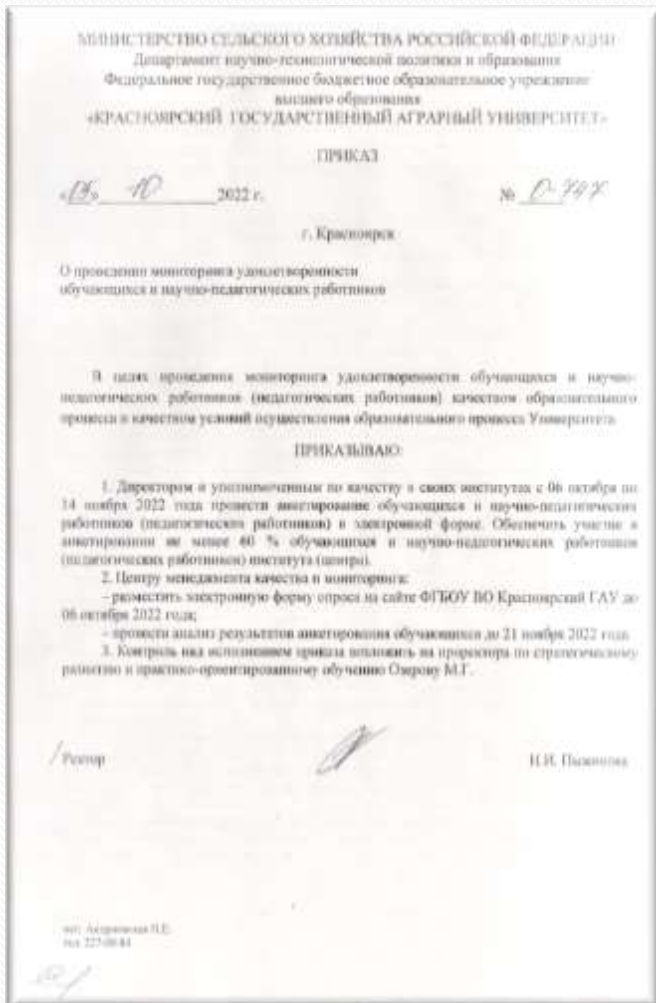 МИНИСТЕРСТВО СЕЛЬСКОГО ХОЗЯЙСТВА РОССИЙСКОЙ ФЕДЕРАЦИИ
Департамент научно-технологической политики и образования
Федеральное государственное бюджетное образовательное учреждение
высшего образования
«КРАСНОЯРСКИЙ ГОСУДАРСТВЕННЫЙ АГРАРНЫЙ УНИВЕРСИТЕТ»
ПРИКАЗ
10 2022 г. № О-747
г. Красноярск
О проведении мониторинга удовлетворенности
обучающихся и научно-педагогических работников
В целях проведения мониторинга удовлетворенности обучающихся и научно-
педагогических работников (педагогических работников) качеством образовательного
процесса и качеством условий осуществления образовательного процесса Университета
ПРИКАЗЫВАЮ:
1. Директорам и уполномоченным по качеству в своих институтах с 06 октября по
14 ноября 2022 года провести анкетирование обучающихся и научно-педагогических
работников (педагогических работников) в электронной форме. Обеспечить участие в
анкетировании не менее 60 % обучающихся и научно-педагогических работников
(педагогических работников) института (центра).
2. Центру менеджмента качества и мониторинга:
– разместить электронную форму опроса на сайте ФГБОУ ВО Красноярский ГАУ до
06 октября 2022 года;
– провести анализ результатов анкетирования обучающихся до 21 ноября 2022 года.
3. Контроль над исполнением приказа возложить на проректора по стратегическому
развитию и практико-ориентированному обучению Озерову М.Г.
Ректор Н.И. Пыжикова